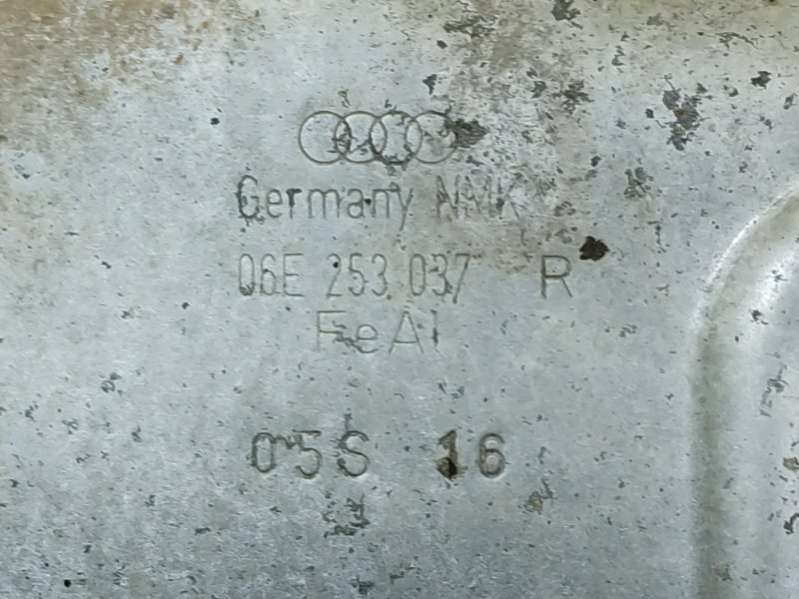 Germany NMK
06E 253 037 R
FeAl
05S 16